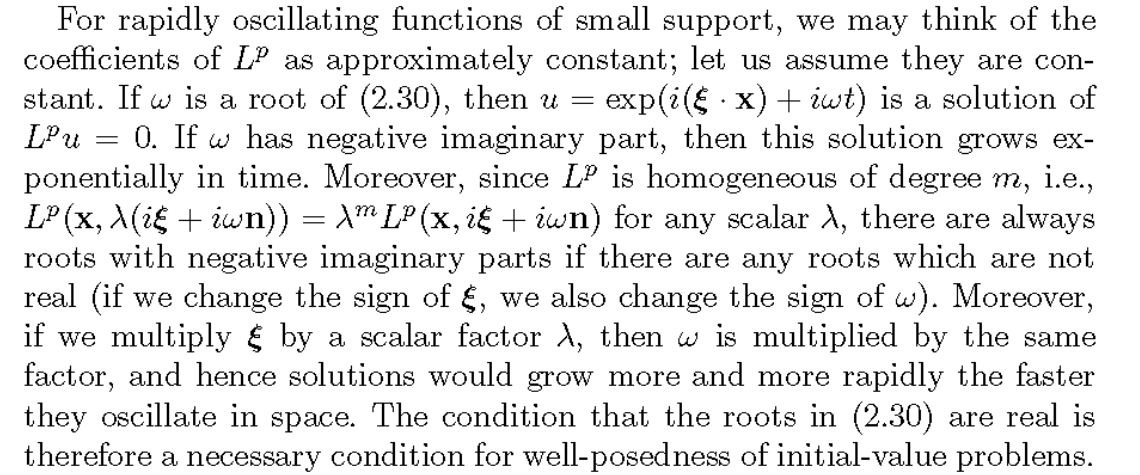 For rapidly oscillating functions of small support, we may think of the
coefficients of Lᵖ as approximately constant; let us assume they are con-
stant. If ω is a root of (2.30), then u = exp(i(ξ · x) + iωt) is a solution of
Lᵖu = 0. If ω has negative imaginary part, then this solution grows ex-
ponentially in time. Moreover, since Lᵖ is homogeneous of degree m, i.e.,
Lᵖ(x, λ(iξ + iωn)) = λᵐLᵖ(x, iξ + iωn) for any scalar λ, there are always
roots with negative imaginary parts if there are any roots which are not
real (if we change the sign of ξ, we also change the sign of ω). Moreover,
if we multiply ξ by a scalar factor λ, then ω is multiplied by the same
factor, and hence solutions would grow more and more rapidly the faster
they oscillate in space. The condition that the roots in (2.30) are real is
therefore a necessary condition for well-posedness of initial-value problems.